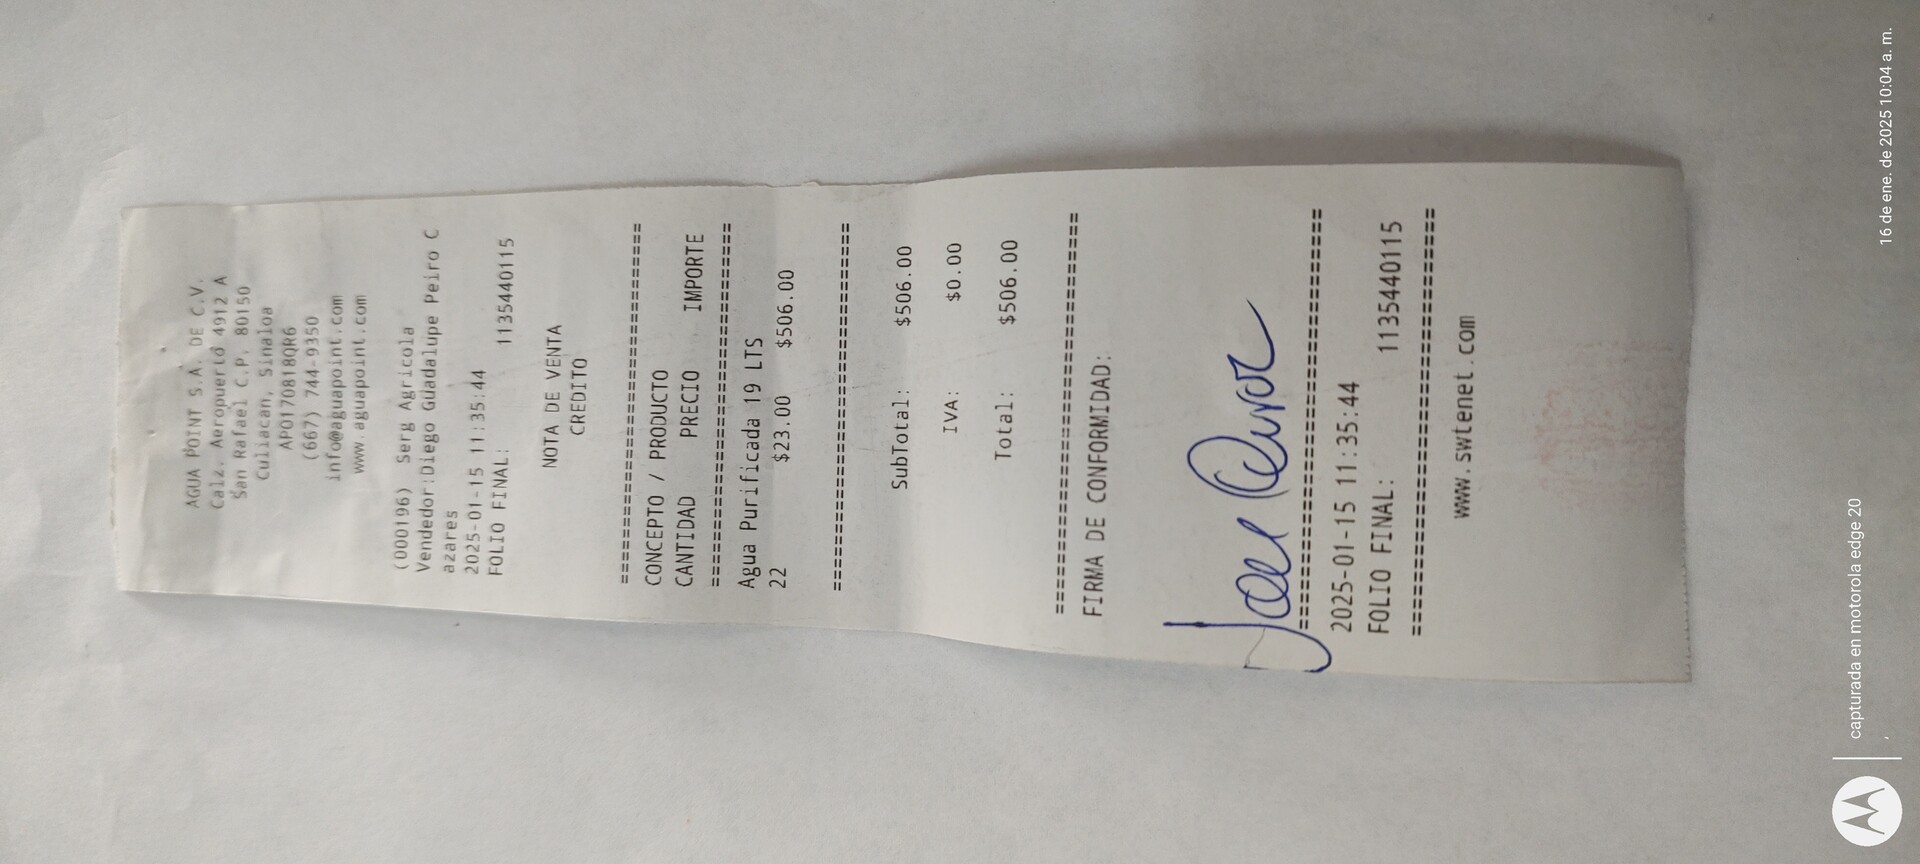 AGUA POINT S.A. DE C.V.
Calz. Aeropuerto 4912 A
San Rafael C.P. 80150
Culiacan, Sinaloa
APO170818QR6
(667) 744-9350
info@aguapoint.com
www.aguapoint.com
(000196) Serg Agricola
Vendedor:Diego Guadalupe Peiro C
azares
2025-01-15 11:35:44
FOLIO FINAL: 1135440115
NOTA DE VENTA
CREDITO
================================
CONCEPTO / PRODUCTO
CANTIDAD PRECIO IMPORTE
================================
Agua Purificada 19 LTS
22 $23.00 $506.00
================================
SubTotal: $506.00
IVA: $0.00
Total: $506.00
================================
FIRMA DE CONFORMIDAD:
================================
2025-01-15 11:35:44
FOLIO FINAL: 1135440115
================================
www.swtenet.com
capturada en motorola edge 20
16 de ene. de 2025 10:04 a. m.